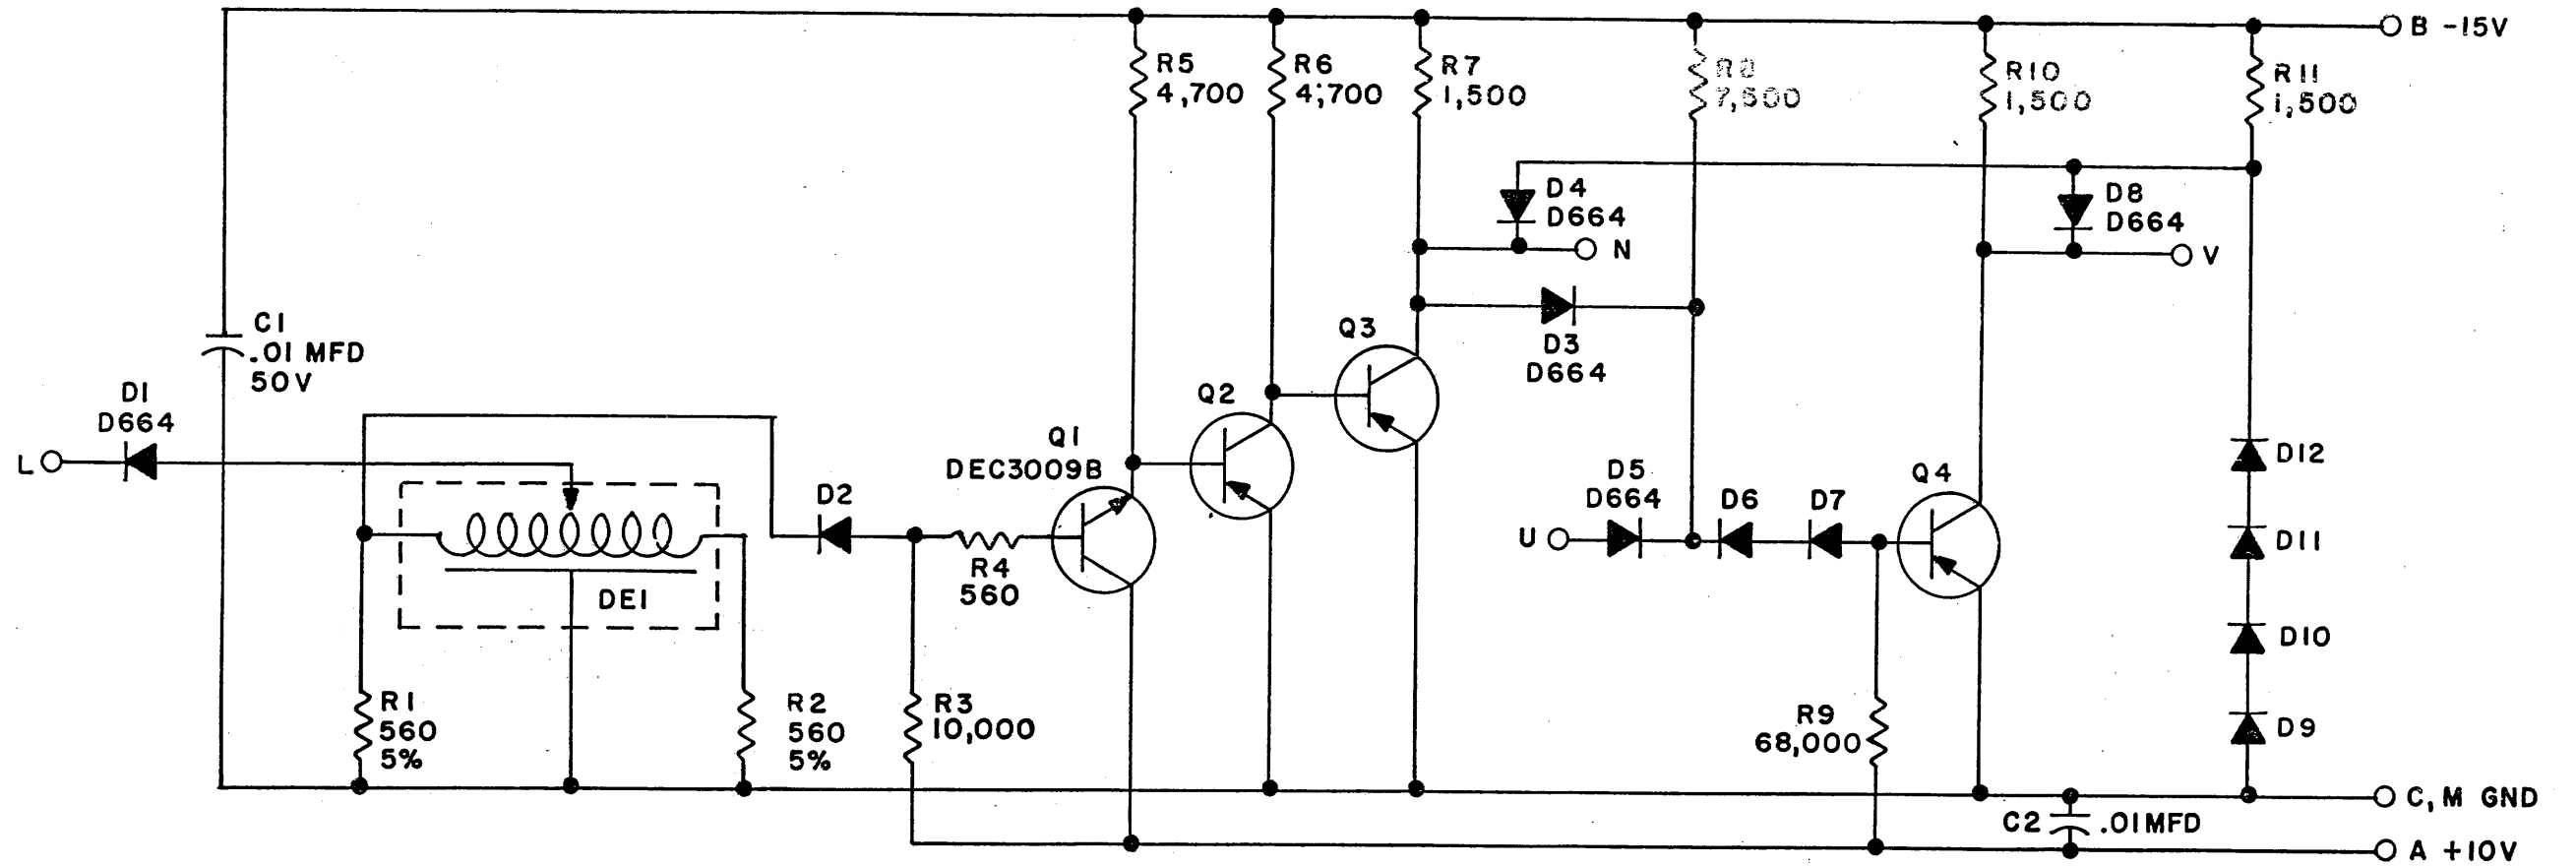 B -15V
R5
4,700
R6
4,700
R7
1,500
R8
7,500
R10
1,500
R11
1,500
D4
D664
D8
D664
N
V
C1
.01 MFD
50V
Q3
D3
D664
D1
D664
Q2
L
Q1
DEC3009B
D2
D5
D664
D6
D7
Q4
D12
U
D11
R4
560
DE1
D10
R1
560
5%
R2
560
5%
R3
10,000
R9
68,000
D9
C, M GND
C2
.01MFD
A +10V